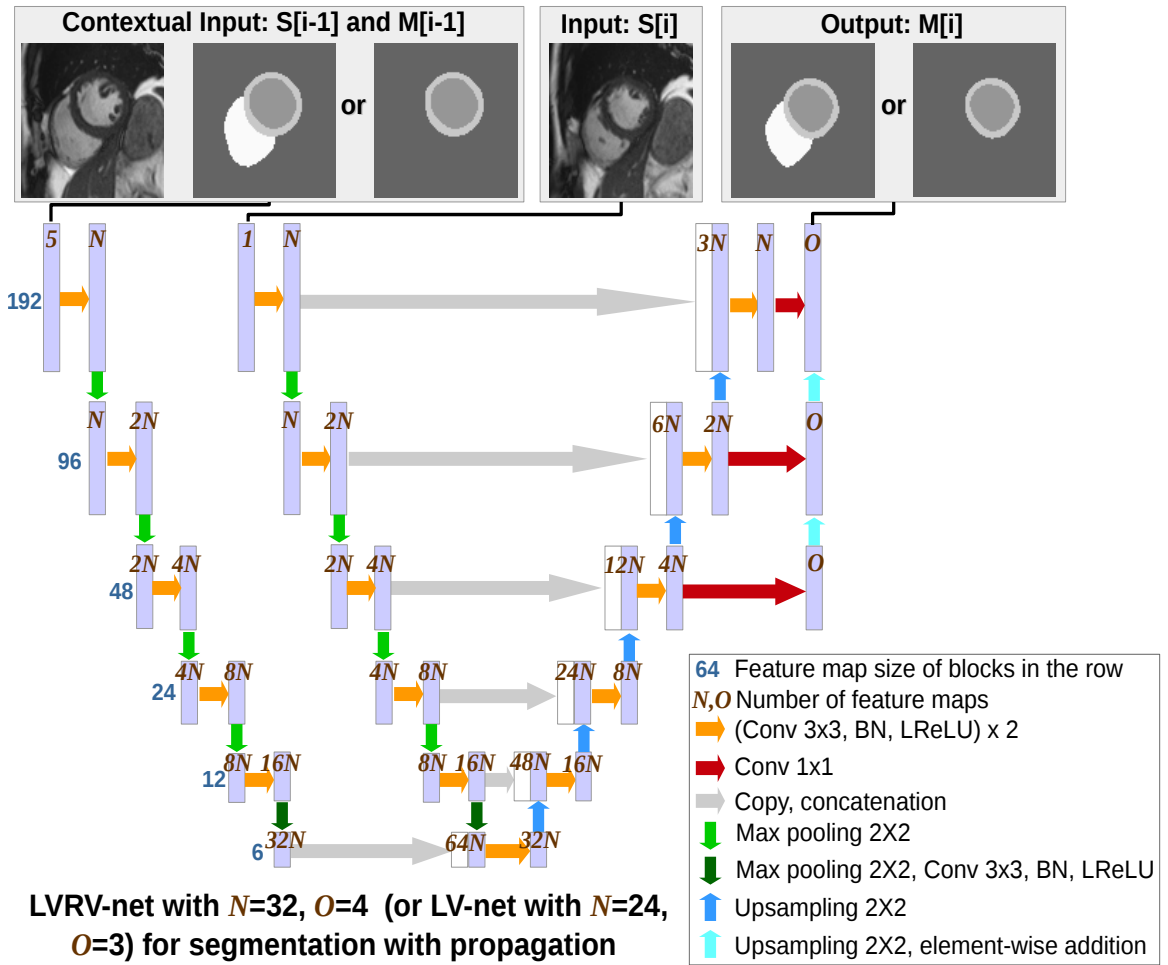 Contextual Input: S[i-1] and M[i-1]
Input: S[i]
Output: M[i]
or
or
5 N 1 N 3N N O
192
N 2N N 2N 6N 2N O
96
2N 4N 2N 4N 12N 4N O
48
4N 8N 4N 8N 24N 8N
24
8N 16N 8N 16N 48N 16N
12
32N 64N 32N
6
64 Feature map size of blocks in the row
N,O Number of feature maps
(Conv 3x3, BN, LReLU) x 2
Conv 1x1
Copy, concatenation
Max pooling 2X2
Max pooling 2X2, Conv 3x3, BN, LReLU
Upsampling 2X2
Upsampling 2X2, element-wise addition
LVRV-net with N=32, O=4 (or LV-net with N=24,
O=3) for segmentation with propagation